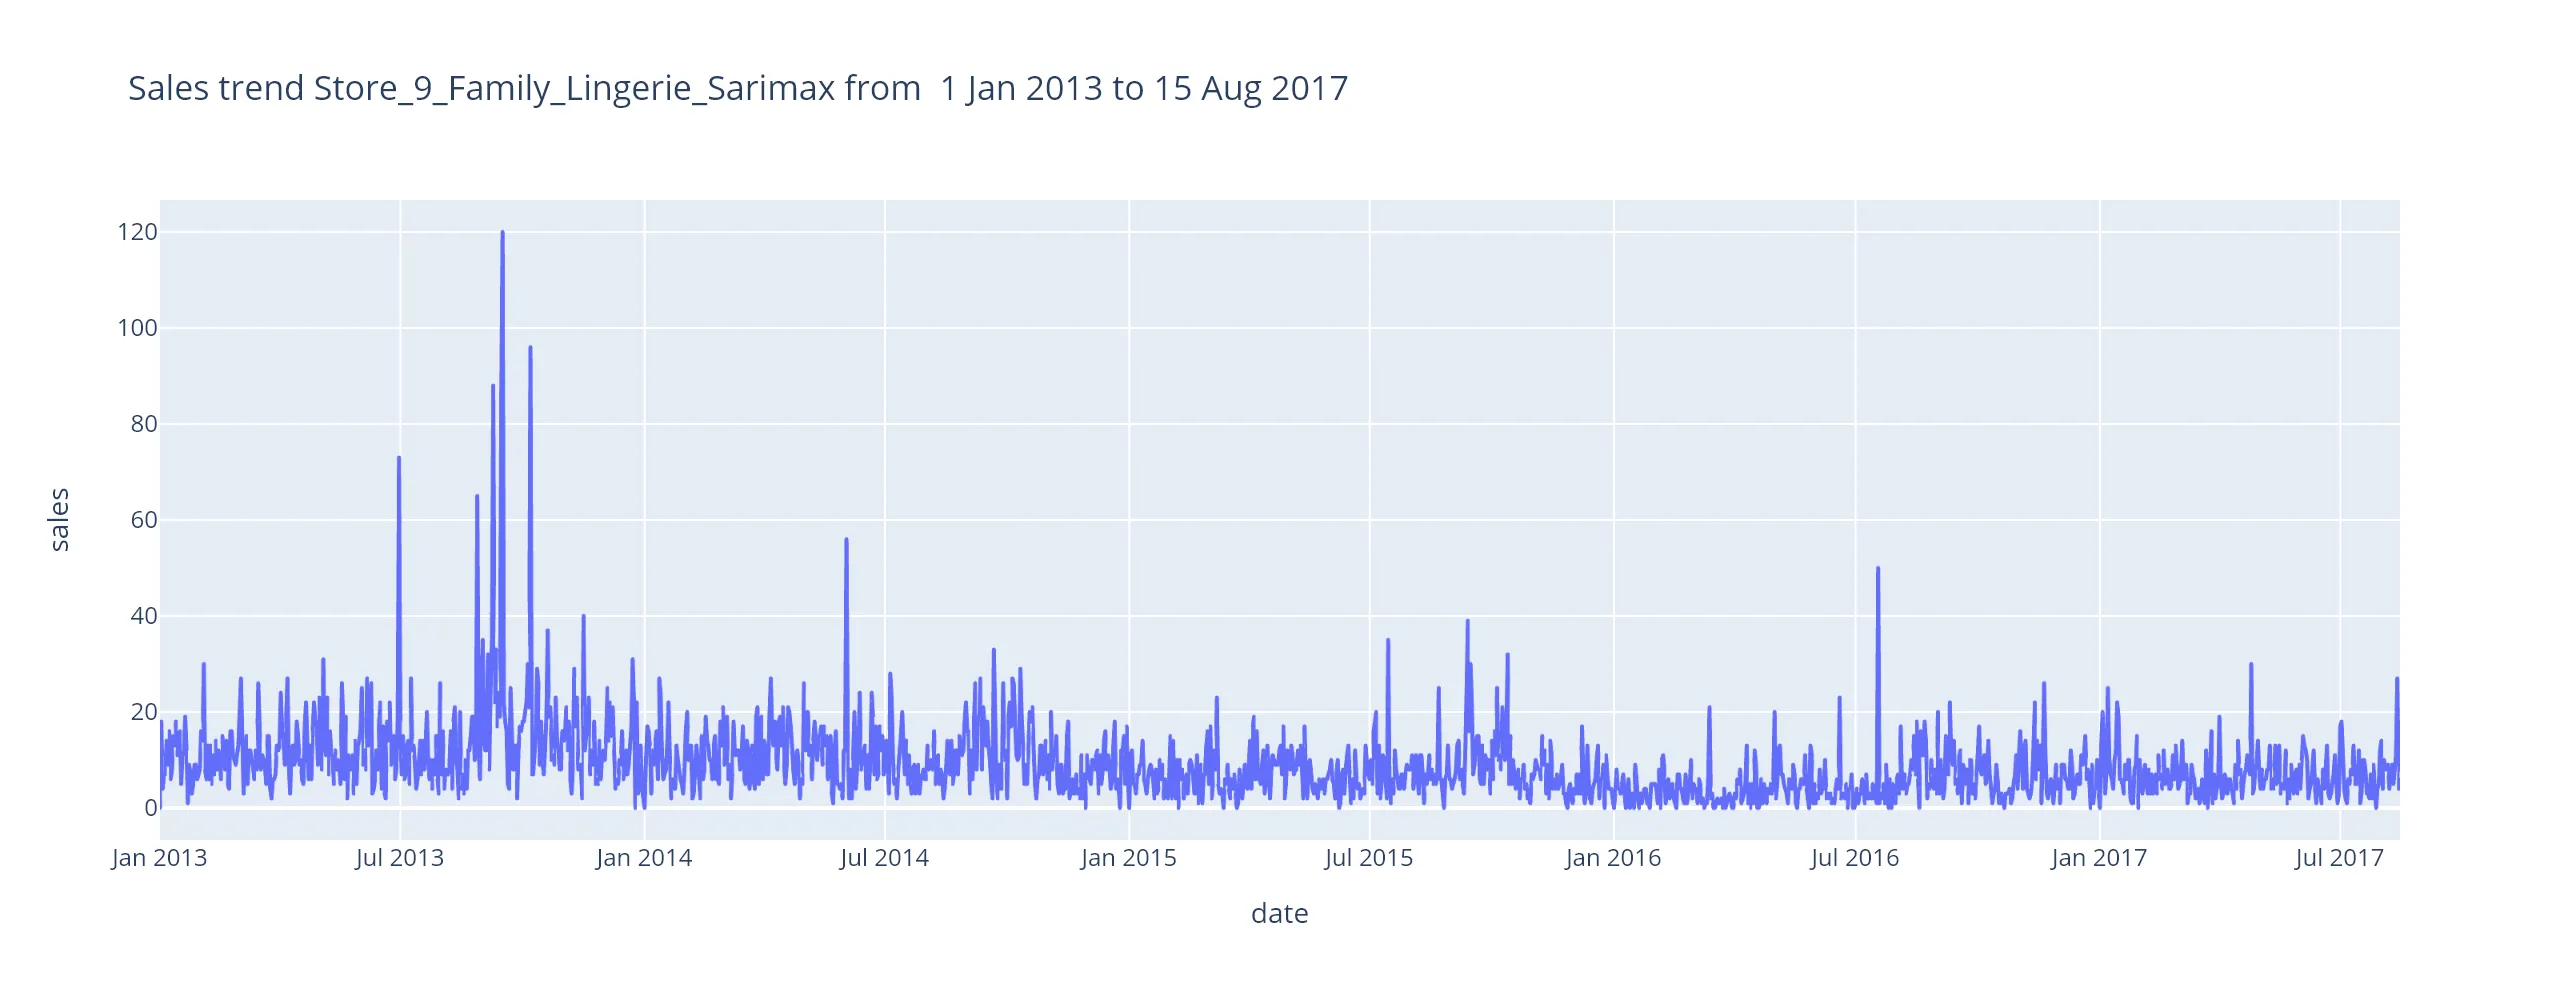 Sales trend Store_9_Family_Lingerie_Sarimax from  1 Jan 2013 to 15 Aug 2017
120
100
80
60
40
20
0
sales
Jan 2013
Jul 2013
Jan 2014
Jul 2014
Jan 2015
Jul 2015
Jan 2016
Jul 2016
Jan 2017
Jul 2017
date